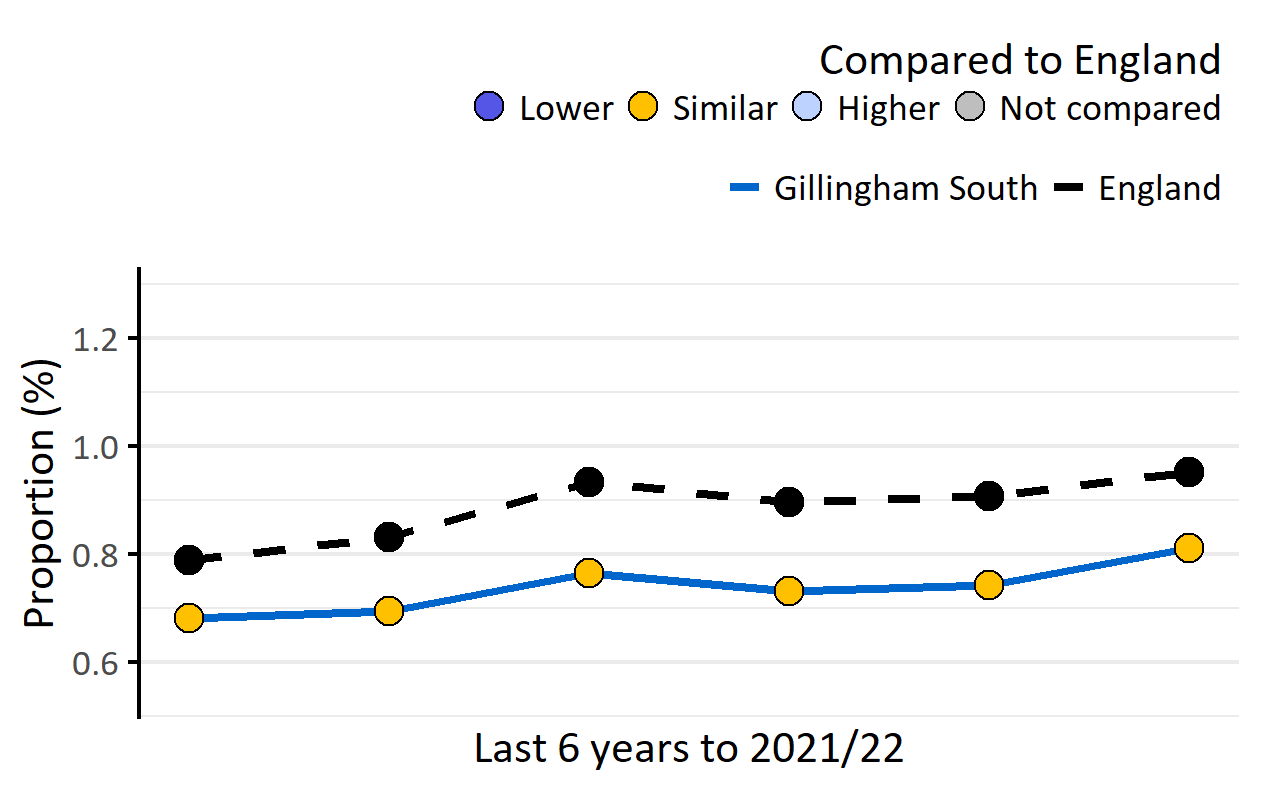 Compared to England
Lower Similar Higher Not compared
Gillingham South England
Proportion (%)
1.2
1.0
0.8
0.6
Last 6 years to 2021/22